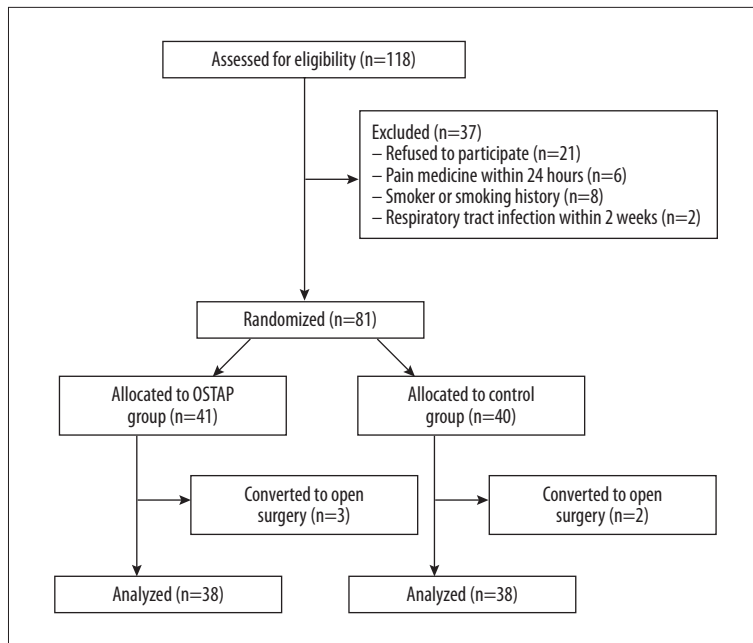 Assessed for eligibility (n=118)
Excluded (n=37)
– Refused to participate (n=21)
– Pain medicine within 24 hours (n=6)
– Smoker or smoking history (n=8)
– Respiratory tract infection within 2 weeks (n=2)
Randomized (n=81)
Allocated to OSTAP
group (n=41)
Allocated to control
group (n=40)
Converted to open
surgery (n=3)
Converted to open
surgery (n=2)
Analyzed (n=38)
Analyzed (n=38)